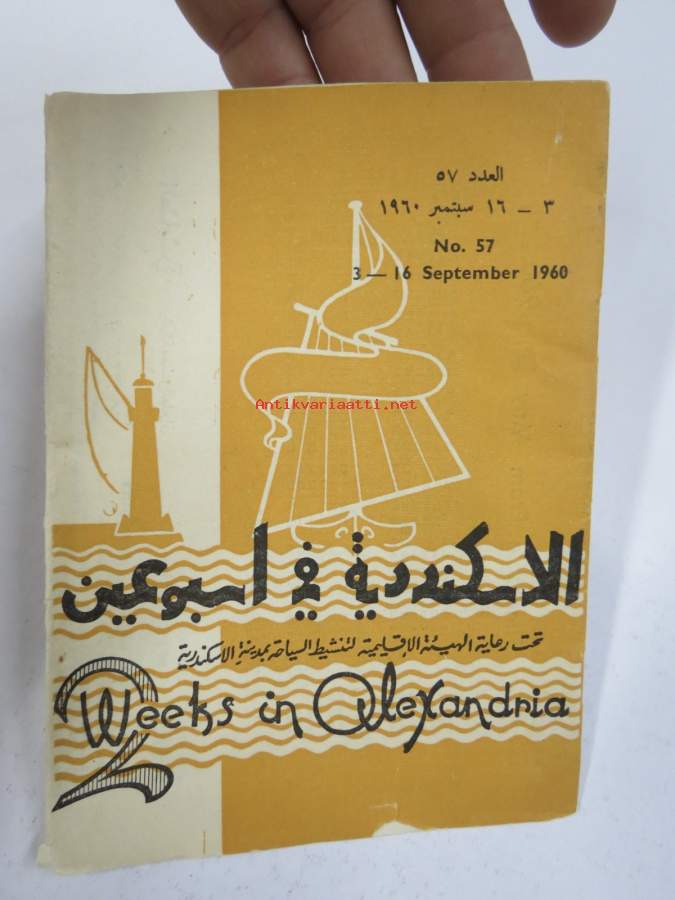 العدد ٥٧
٣ - ١٦ سبتمبر ١٩٦٠
No. 57
3 — 16 September 1960
Antikvariaatti.net
الاسكندرية في اسبوعين
تحت رعاية الهيئة الاقليمية لتنشيط السياحة بمدينة الاسكندرية
2 Weeks in Alexandria